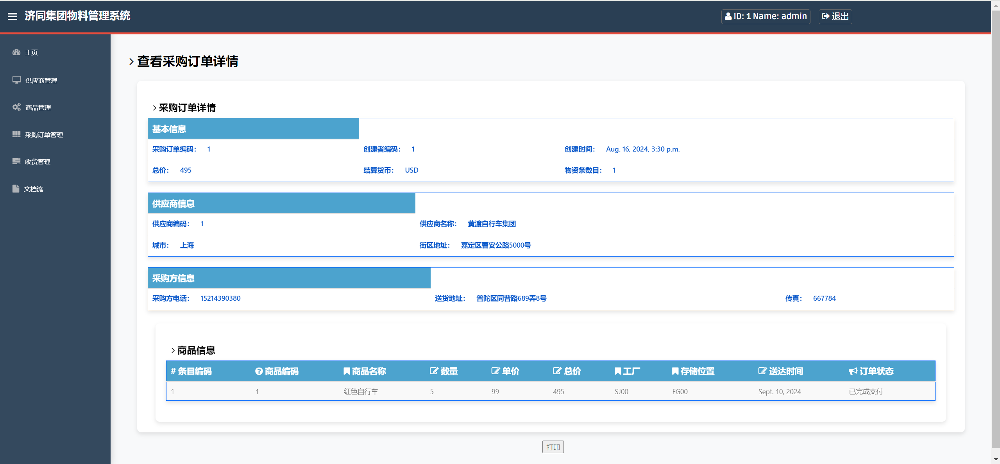 济同集团物料管理系统 ID: 1 Name: admin 退出
主页
供应商管理
商品管理
采购订单管理
收货管理
文档流
查看采购订单详情
采购订单详情
基本信息
采购订单编码： 1 创建者编码： 1 创建时间： Aug. 16, 2024, 3:30 p.m.
总价： 495 结算货币： USD 物资条数目： 1
供应商信息
供应商编码： 1 供应商名称： 黄渡自行车集团
城市： 上海 街区地址： 嘉定区曹安公路5000号
采购方信息
采购方电话： 15214390380 送货地址： 普陀区同普路689弄8号 传真： 667784
商品信息
# 条目编码 商品编码 商品名称 数量 单价 总价 工厂 存储位置 送达时间 订单状态
1 1 红色自行车 5 99 495 SJ00 FG00 Sept. 10, 2024 已完成支付
打印